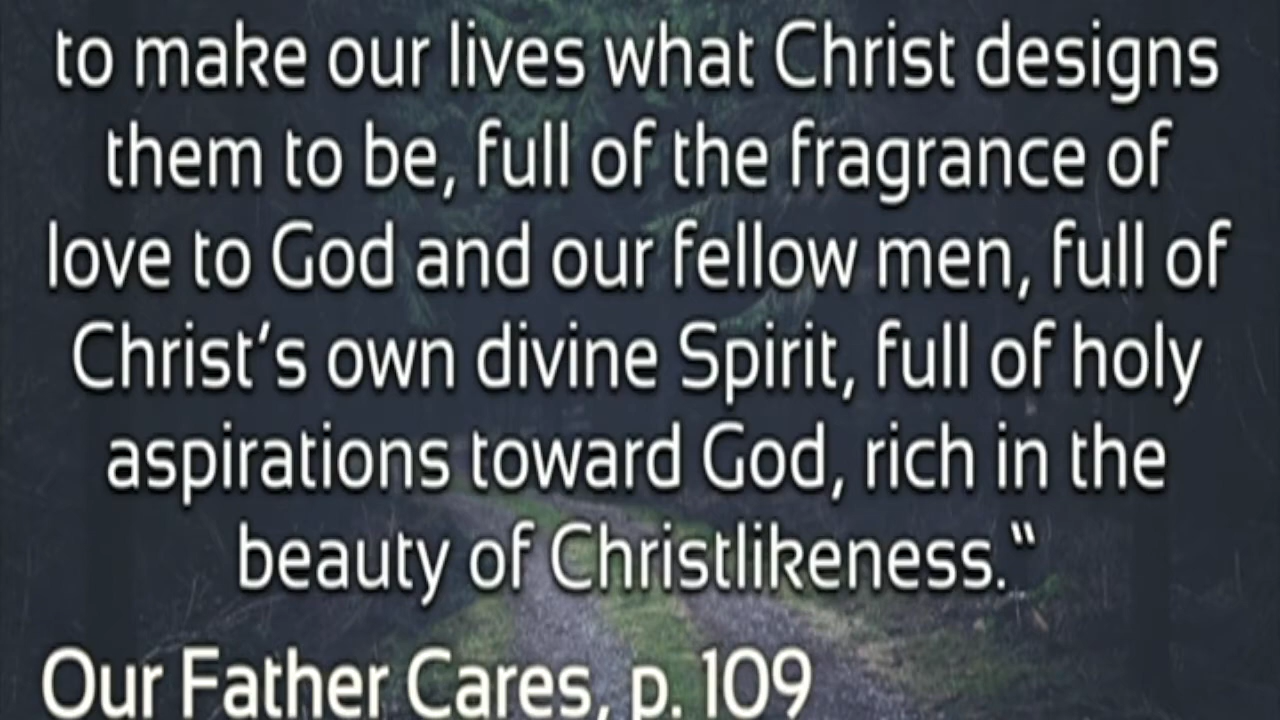 to make our lives what Christ designs
them to be, full of the fragrance of
love to God and our fellow men, full of
Christ’s own divine Spirit, full of holy
aspirations toward God, rich in the
beauty of Christlikeness.“
Our Father Cares, p. 109